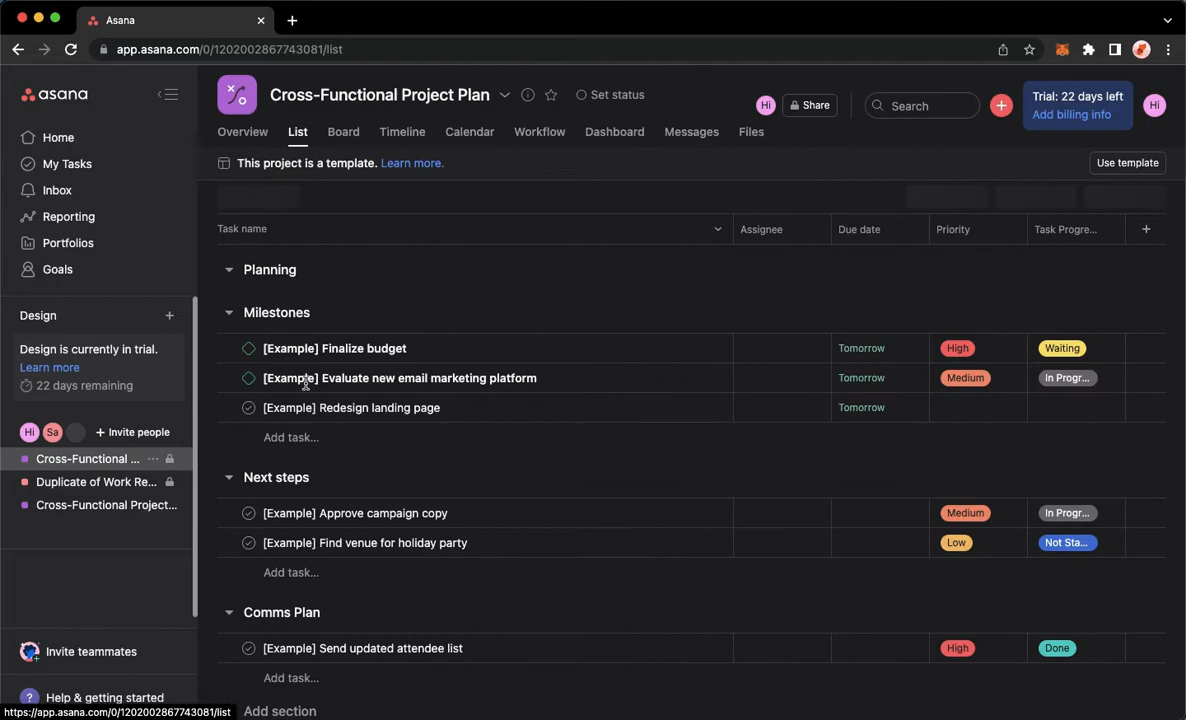 Asana
app.asana.com/0/1202002867743081/list
asana
Home
My Tasks
Inbox
Reporting
Portfolios
Goals
Design
Design is currently in trial.
Learn more
22 days remaining
Hi Sa Invite people
Cross-Functional ...
Duplicate of Work Re...
Cross-Functional Project...
Invite teammates
? Help & getting started
https://app.asana.com/0/1202002867743081/list
Cross-Functional Project Plan Set status
Hi Share Search
Trial: 22 days left
Add billing info
Hi
Overview List Board Timeline Calendar Workflow Dashboard Messages Files
This project is a template. Learn more. Use template
Task name Assignee Due date Priority Task Progre...
Planning
Milestones
[Example] Finalize budget Tomorrow High Waiting
[Example] Evaluate new email marketing platform Tomorrow Medium In Progr...
[Example] Redesign landing page Tomorrow
Add task...
Next steps
[Example] Approve campaign copy Medium In Progr...
[Example] Find venue for holiday party Low Not Sta...
Add task...
Comms Plan
[Example] Send updated attendee list High Done
Add task...
Add section